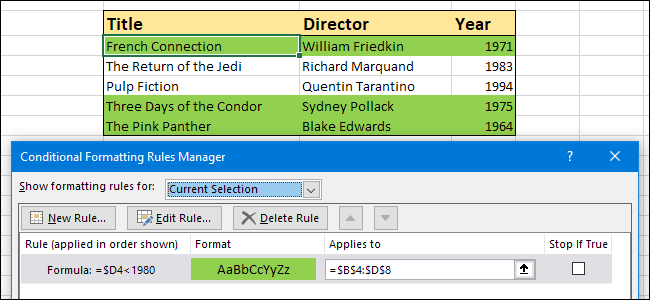 Title Director Year
French Connection William Friedkin 1971
The Return of the Jedi Richard Marquand 1983
Pulp Fiction Quentin Tarantino 1994
Three Days of the Condor Sydney Pollack 1975
The Pink Panther Blake Edwards 1964
Conditional Formatting Rules Manager ? ×
Show formatting rules for: Current Selection
New Rule... Edit Rule... Delete Rule
Rule (applied in order shown) Format Applies to Stop If True
Formula: =$D4<1980 AaBbCcYyZz =$B$4:$D$8